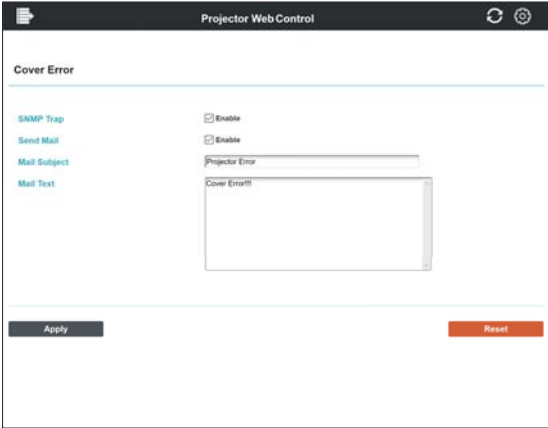 Projector Web Control
Cover Error
SNMP Trap Enable
Send Mail Enable
Mail Subject Projector Error
Mail Text Cover Error!!!
Apply Reset